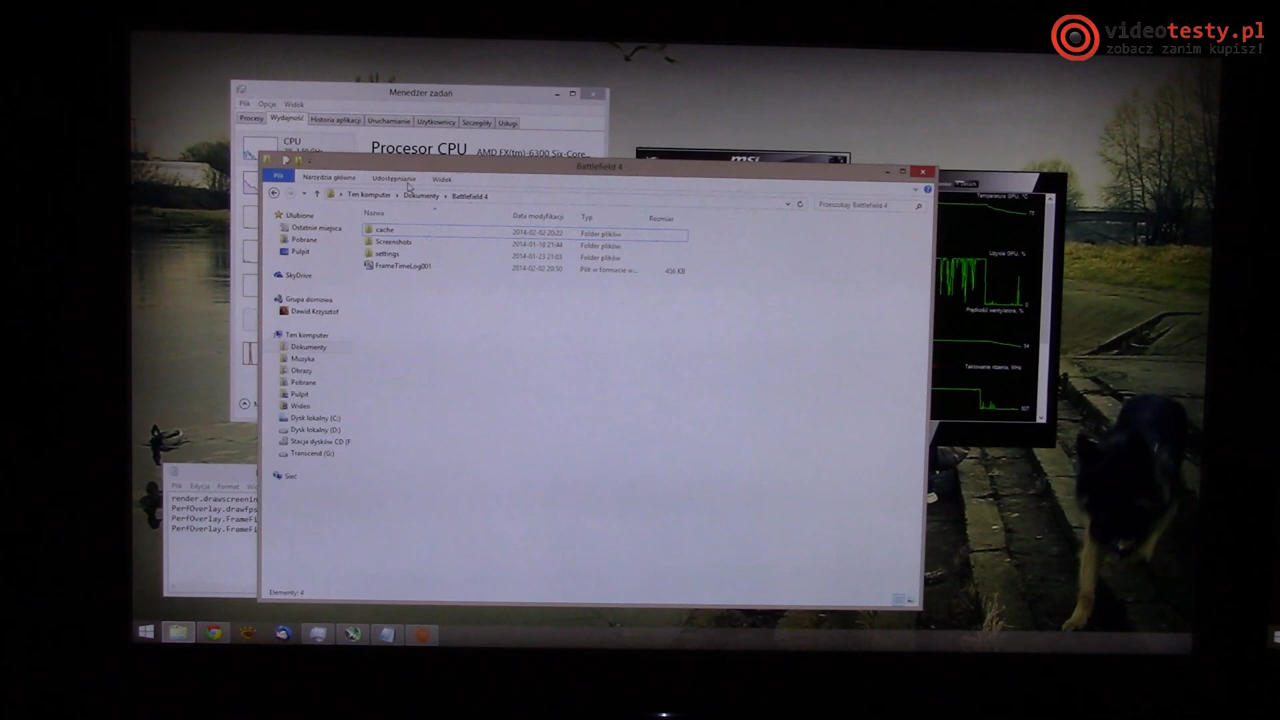 videotesty.pl
zobacz zanim kupisz!
Menedżer zadań
Plik Opcje Widok
Procesy Wydajność Historia aplikacji Uruchamianie Użytkownicy Szczegóły Usługi
CPU
Procesor CPU AMD FX(tm)-6300 Six-Core...
msi
Battlefield 4
Plik Narzędzia główne Udostępnianie Widok
Ten komputer Dokumenty Battlefield 4
Przeszukaj: Battlefield 4
Nazwa Data modyfikacji Typ Rozmiar
cache 2014-02-02 20:22 Folder plików
Screenshots 2014-01-10 21:44 Folder plików
settings 2014-01-23 21:03 Folder plików
FrameTimeLog001 2014-02-02 20:50 Plik w formacie w... 456 KB
Ulubione
Ostatnie miejsca
Pobrane
Pulpit
SkyDrive
Grupa domowa
Dawid Krzysztof
Ten komputer
Dokumenty
Muzyka
Obrazy
Pobrane
Pulpit
Wideo
Dysk lokalny (C:)
Dysk lokalny (D:)
Stacja dysków CD (F
Transcend (G:)
Sieć
Elementy: 4
Temperatura GPU, °C
Użycie GPU, %
0
Prędkość wentylatora, %
34
Taktowanie rdzenia, MHz
Plik Edycja Format
render.drawscreenin
PerfOverlay.drawfps
PerfOverlay.FrameFi
PerfOverlay.FrameFi